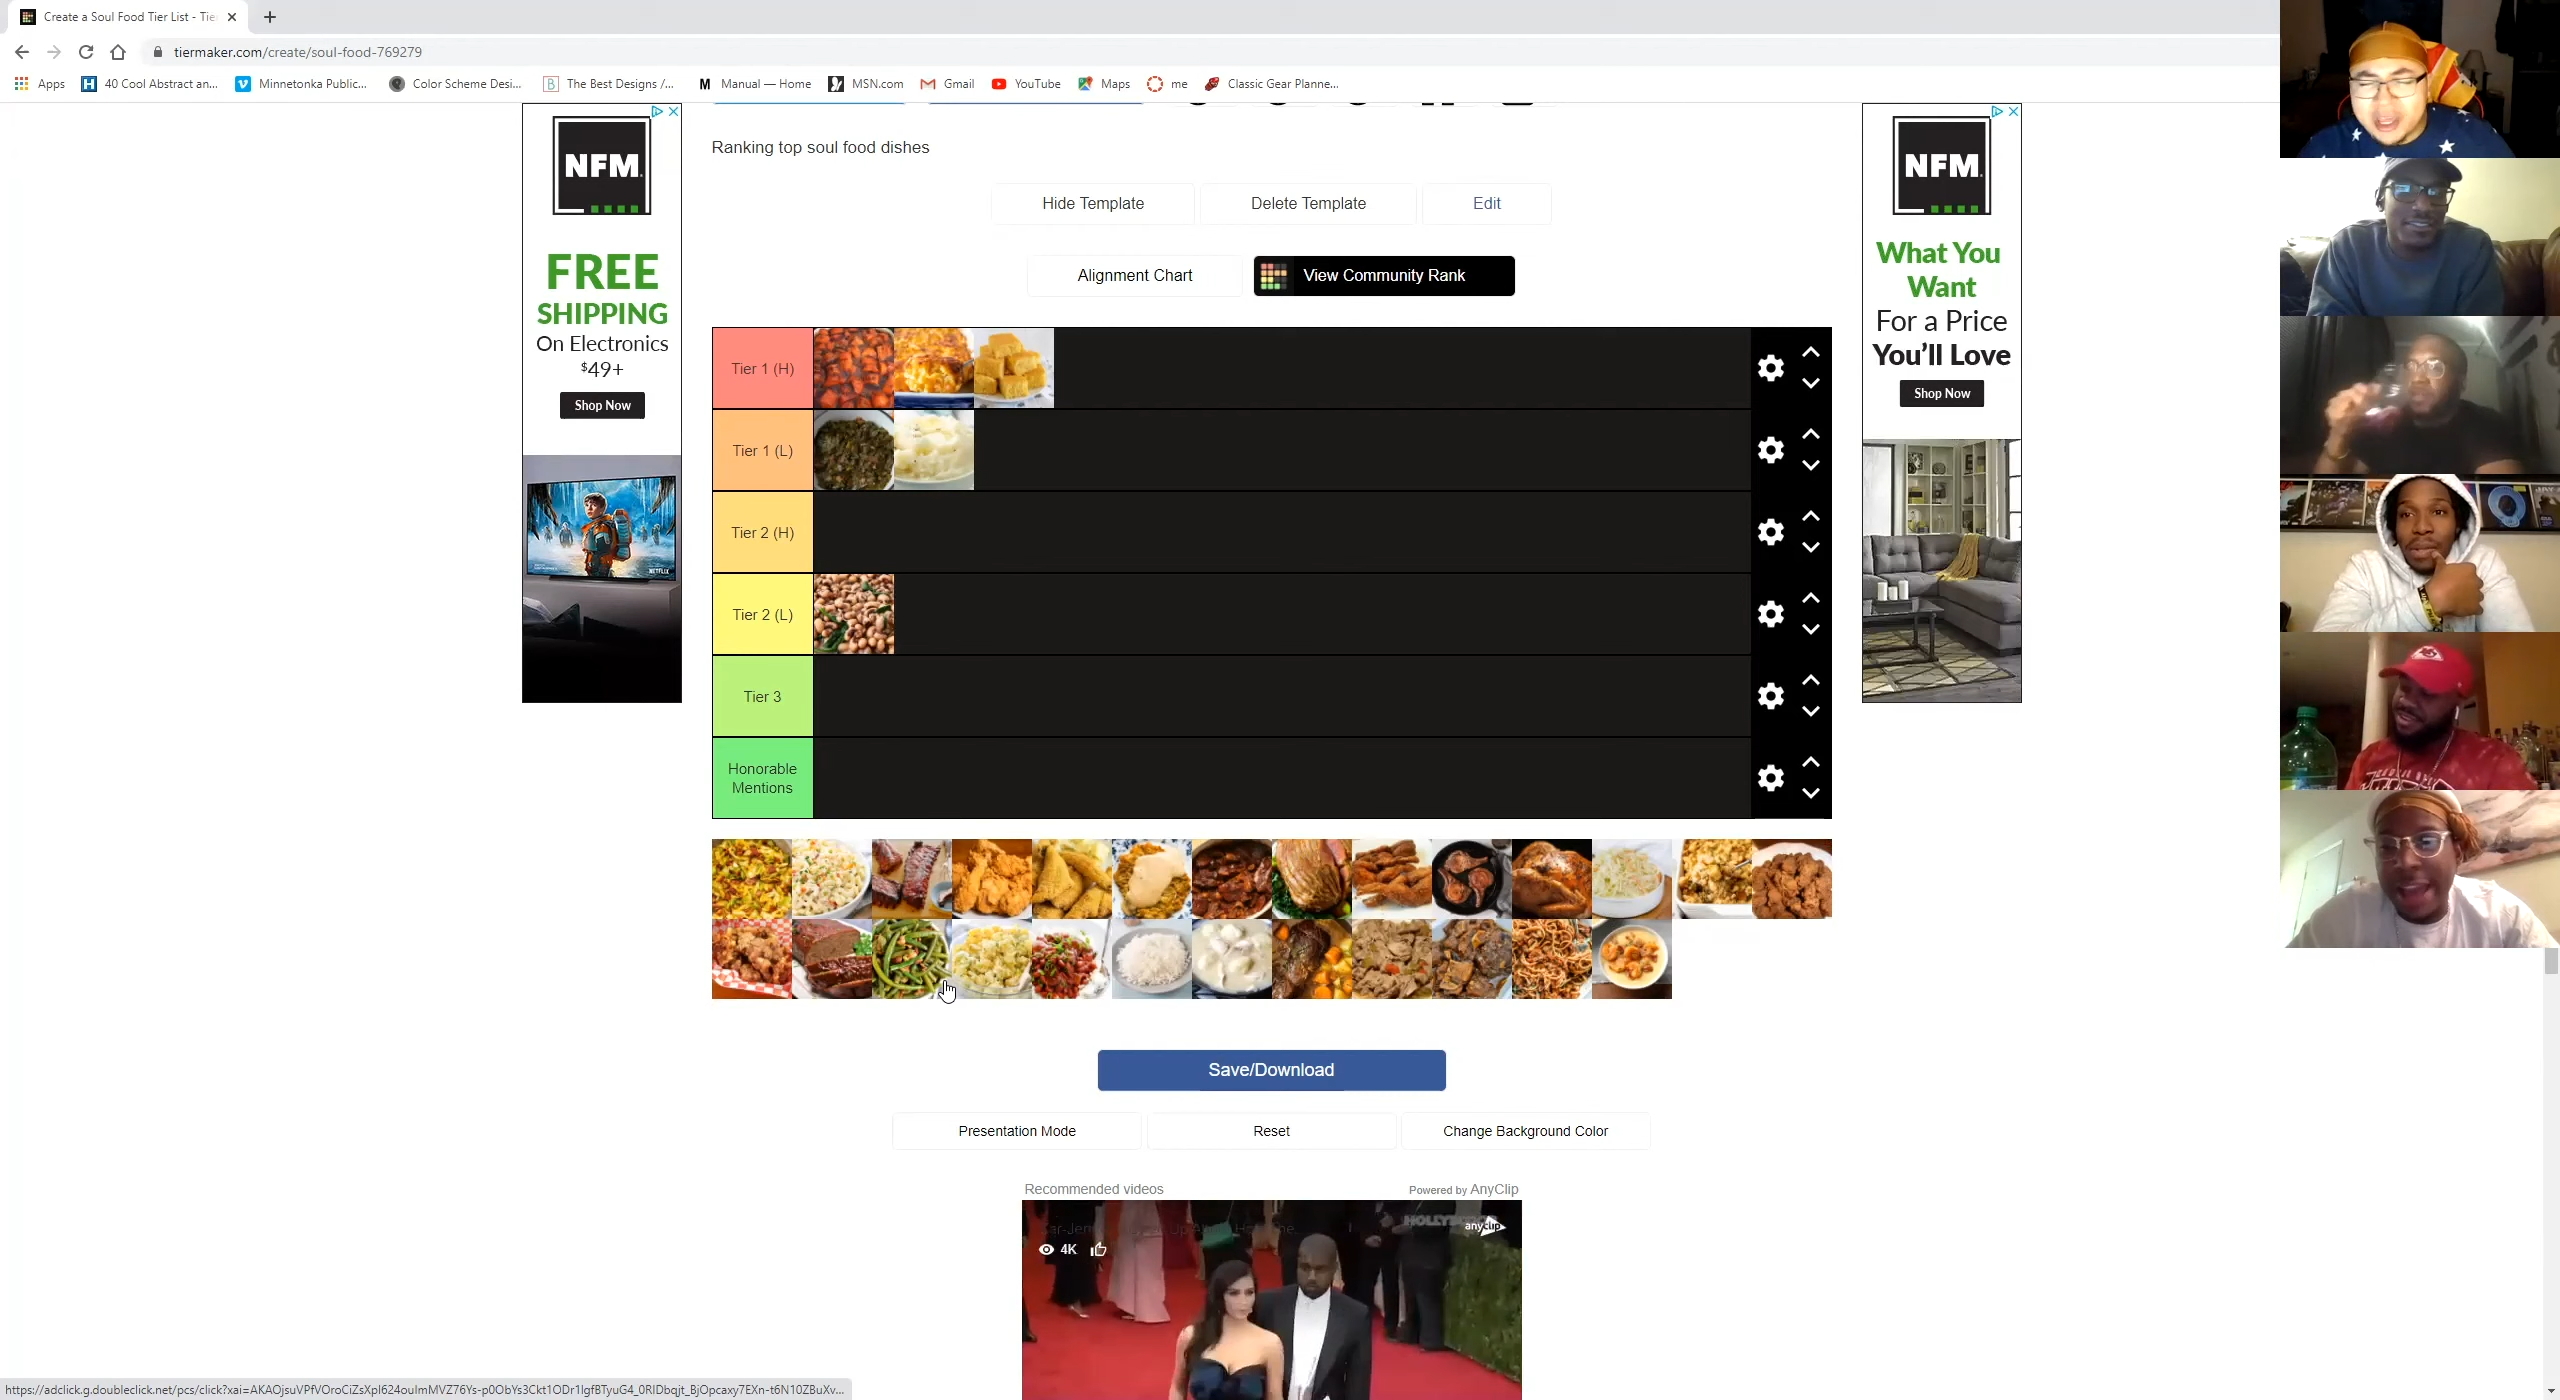 Create a Soul Food Tier List - Tie
tiermaker.com/create/soul-food-769279
Apps
40 Cool Abstract an...
Minnetonka Public...
Color Scheme Desi...
The Best Designs /...
M Manual — Home
MSN.com
Gmail
YouTube
Maps
me
Classic Gear Planne...
NFM
FREE
SHIPPING
On Electronics
$49+
Shop Now
NETFLIX
Ranking top soul food dishes
Hide Template
Delete Template
Edit
Alignment Chart
View Community Rank
Tier 1 (H)
Tier 1 (L)
Tier 2 (H)
Tier 2 (L)
Tier 3
Honorable
Mentions
NFM
What You
Want
For a Price
You'll Love
Shop Now
Save/Download
Presentation Mode
Reset
Change Background Color
Recommended videos
Powered by AnyClip
anyclip
4K